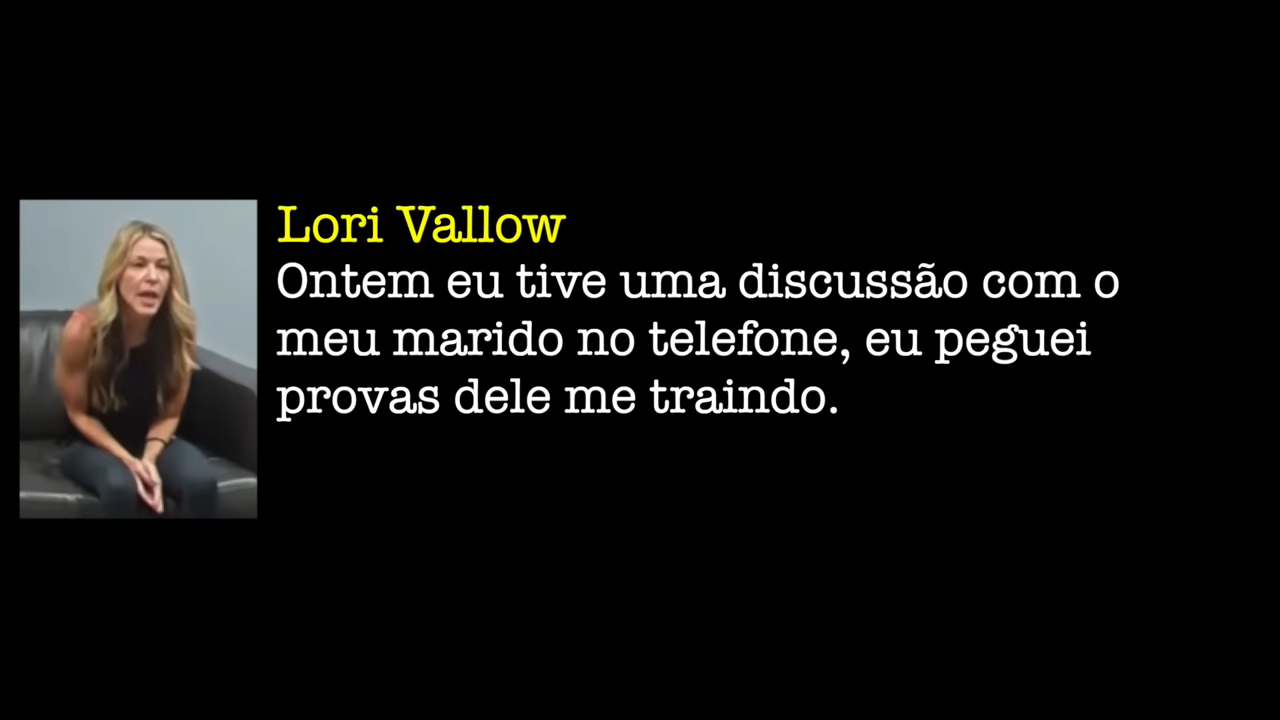 Lori Vallow
Ontem eu tive uma discussão com o
meu marido no telefone, eu peguei
provas dele me traindo.